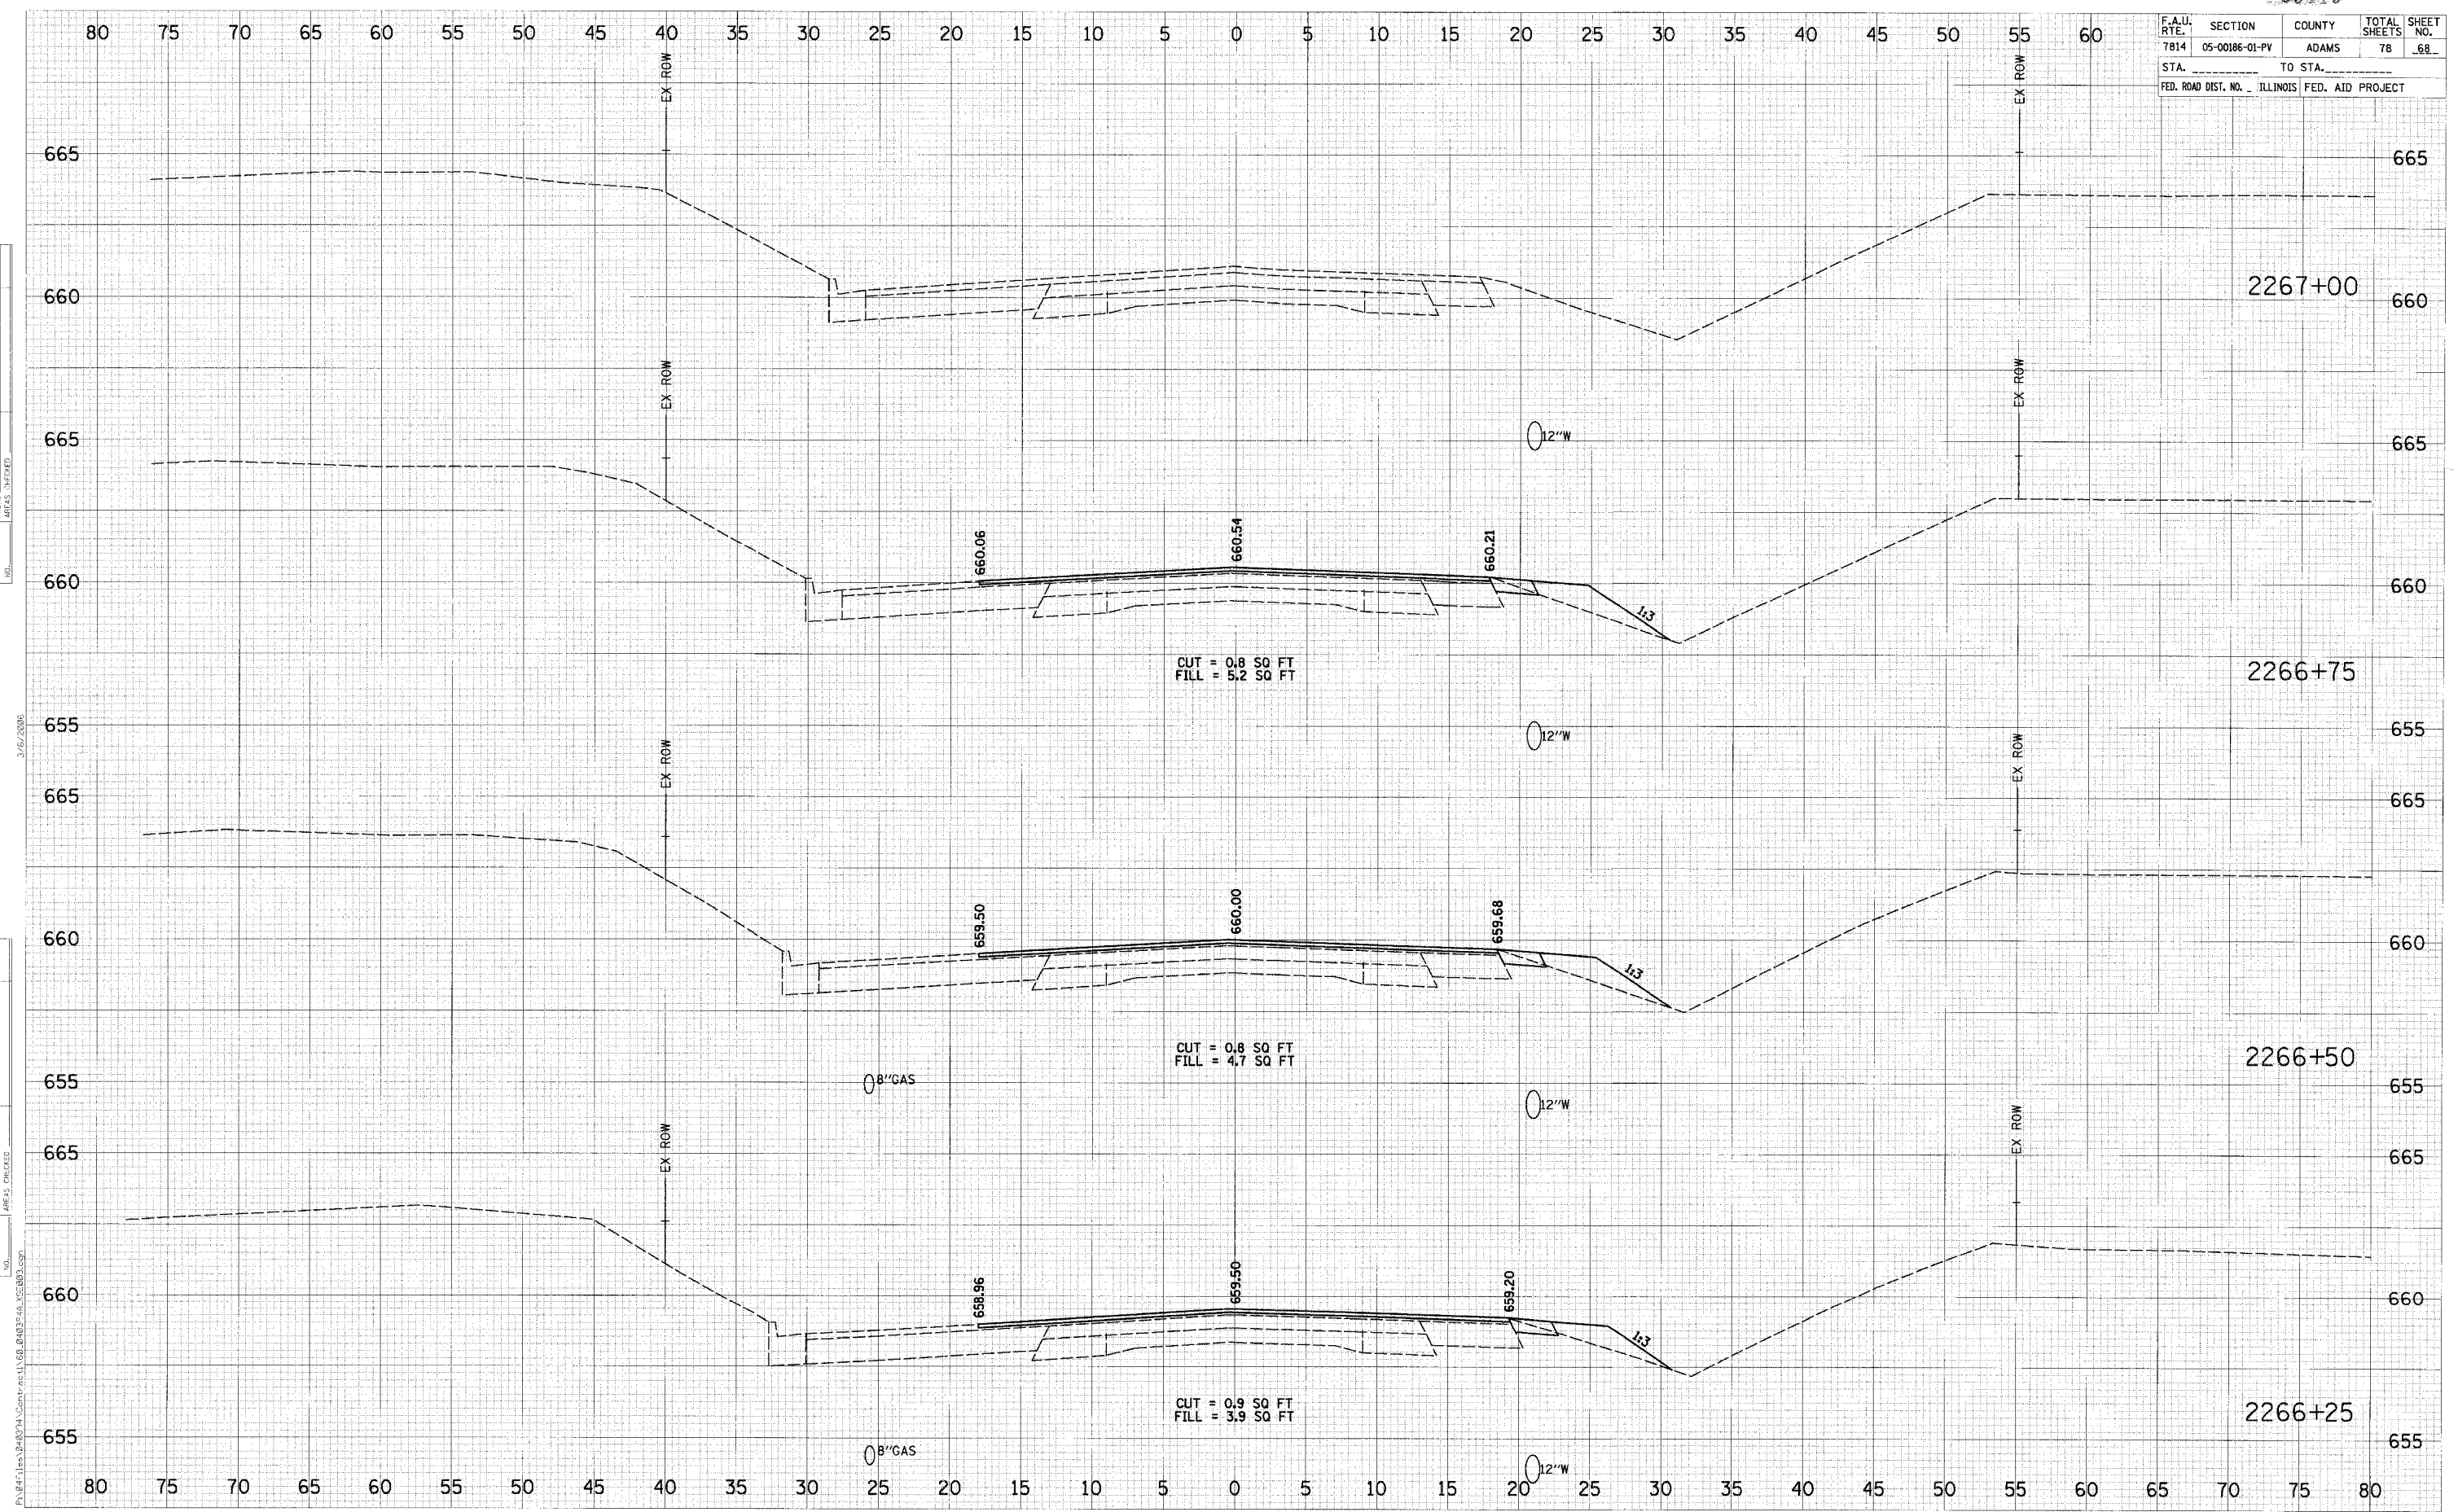 80 75 70 65 60 55 50 45 40 35 30 25 20 15 10 5 0 5 10 15 20 25 30 35 40 45 50 55 60
F.A.U. RTE. SECTION COUNTY TOTAL SHEETS SHEET NO.
7814 05-00186-01-PV ADAMS 78 68
STA. TO STA.
FED. ROAD DIST. NO. _ ILLINOIS FED. AID PROJECT
EX ROW
EX ROW
665 665
2267+00
660 660
EX ROW
EX ROW
12"W
665 665
660.06 660.54 660.21
660 660
1:3
CUT = 0.8 SQ FT
FILL = 5.2 SQ FT
2266+75
655 655
12"W
EX ROW
EX ROW
665 665
659.50 660.00 659.68
660 660
1:3
CUT = 0.8 SQ FT
FILL = 4.7 SQ FT
2266+50
655 655
8"GAS
12"W
EX ROW
EX ROW
665 665
658.96 659.50 659.20
660 660
1:3
CUT = 0.9 SQ FT
FILL = 3.9 SQ FT
2266+25
655 655
8"GAS
12"W
80 75 70 65 60 55 50 45 40 35 30 25 20 15 10 5 0 5 10 15 20 25 30 35 40 45 50 55 60 65 70 75 80
NO.
AREAS CHECKED
3/6/2006
NO.
AREAS CHECKED